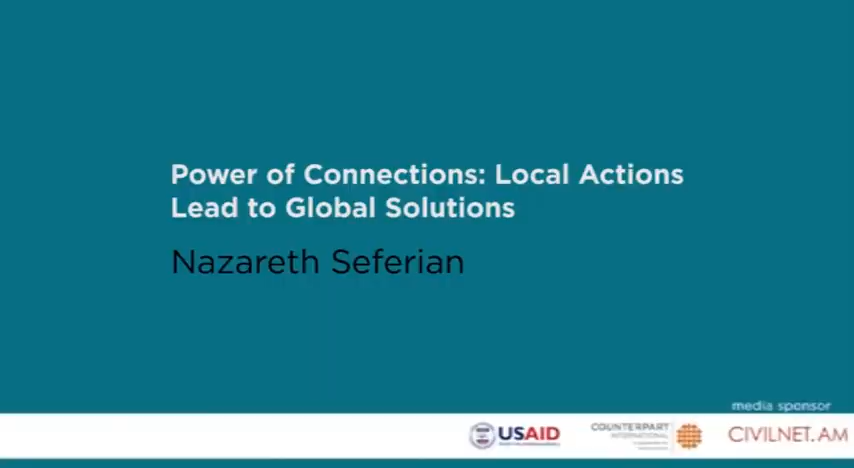 Power of Connections: Local Actions
Lead to Global Solutions
Nazareth Seferian
media sponsor
USAID
COUNTERPART
INTERNATIONAL
CIVILNET.AM